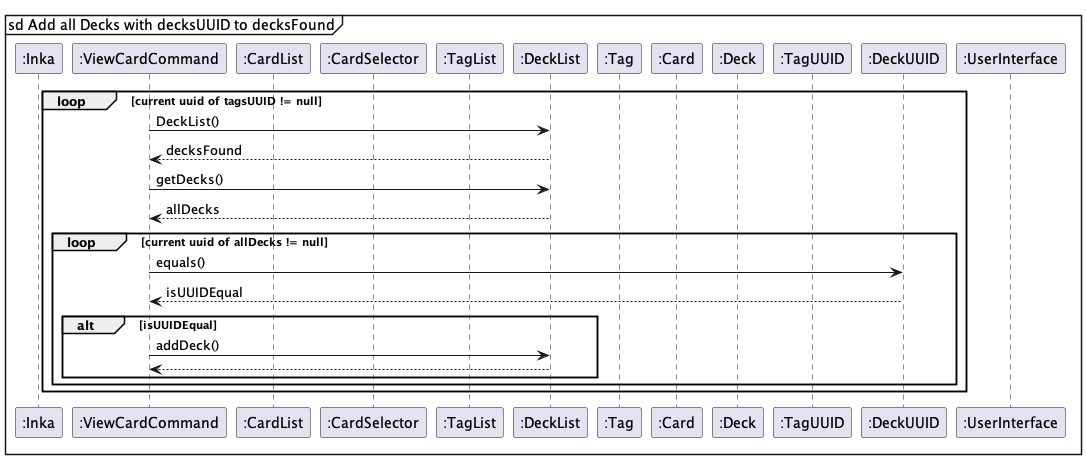 sd Add all Decks with decksUUID to decksFound
:Inka :ViewCardCommand :CardList :CardSelector :TagList :DeckList :Tag :Card :Deck :TagUUID :DeckUUID :UserInterface
loop [current uuid of tagsUUID != null]
DeckList()
decksFound
getDecks()
allDecks
loop [current uuid of allDecks != null]
equals()
isUUIDEqual
alt [isUUIDEqual]
addDeck()
:Inka :ViewCardCommand :CardList :CardSelector :TagList :DeckList :Tag :Card :Deck :TagUUID :DeckUUID :UserInterface